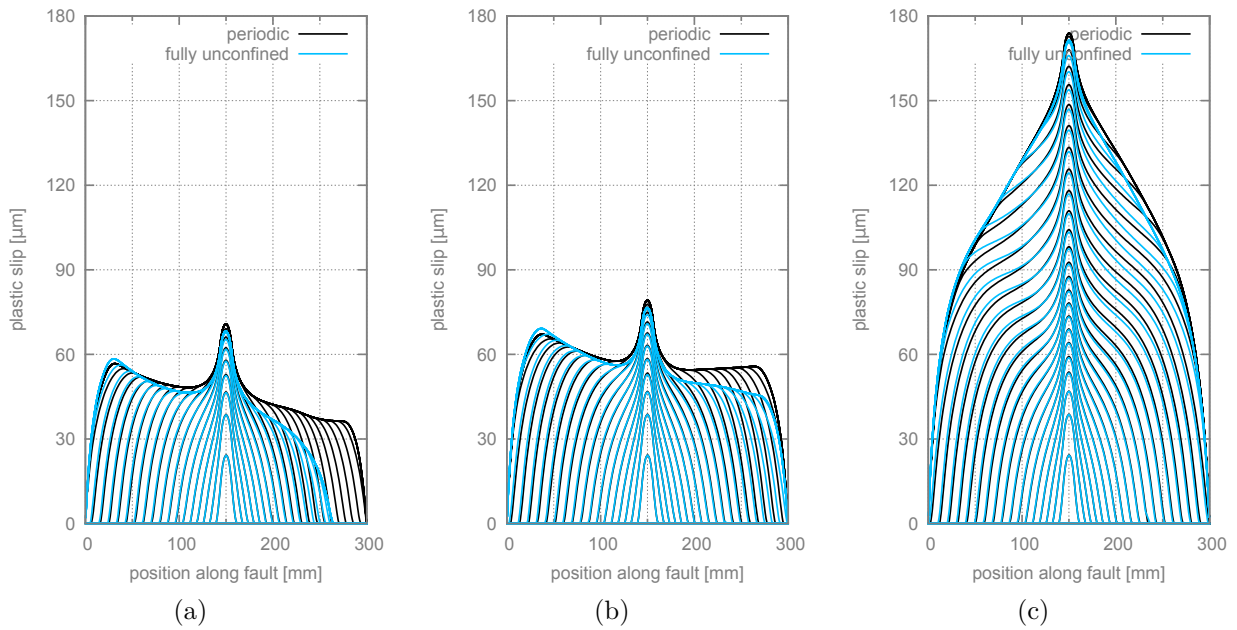 180
150
120
90
60
30
0
plastic slip [µm]
periodic
fully unconfined
0 100 200 300
position along fault [mm]
(a)
180
150
120
90
60
30
0
plastic slip [µm]
periodic
fully unconfined
0 100 200 300
position along fault [mm]
(b)
180
150
120
90
60
30
0
plastic slip [µm]
periodic
fully unconfined
0 100 200 300
position along fault [mm]
(c)